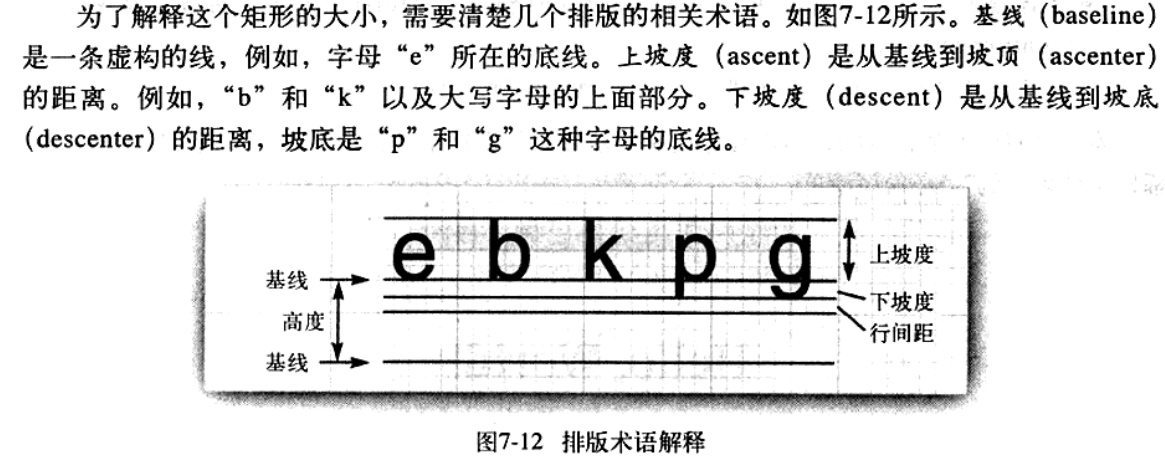 为了解释这个矩形的大小，需要清楚几个排版的相关术语。如图7-12所示。基线（baseline）
是一条虚构的线，例如，字母“e”所在的底线。上坡度（ascent）是从基线到坡顶（ascenter）
的距离。例如，“b”和“k”以及大写字母的上面部分。下坡度（descent）是从基线到坡底
（descenter）的距离，坡底是“p”和“g”这种字母的底线。
e b k p g
上坡度
基线
下坡度
高度
行间距
基线
图7-12 排版术语解释